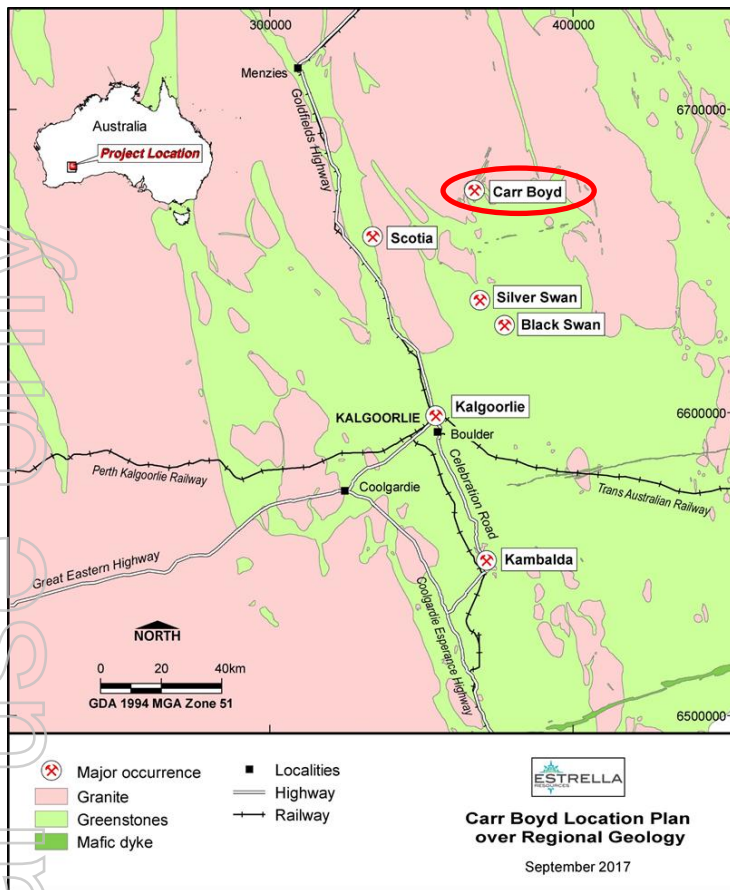 300000
400000
Menzies
6700000
Australia
Project Location
Goldfields Highway
Carr Boyd
Scotia
Silver Swan
Black Swan
KALGOORLIE
Kalgoorlie
6600000
Boulder
Perth Kalgoorlie Railway
Celebration Road
Coolgardie
Trans Australian Railway
Great Eastern Highway
Kambalda
Coolgardie Esperance Highway
NORTH
0 20 40km
GDA 1994 MGA Zone 51
6500000
Major occurrence
Granite
Greenstones
Mafic dyke
Localities
Highway
Railway
ESTRELLA
RESOURCES
Carr Boyd Location Plan
over Regional Geology
September 2017